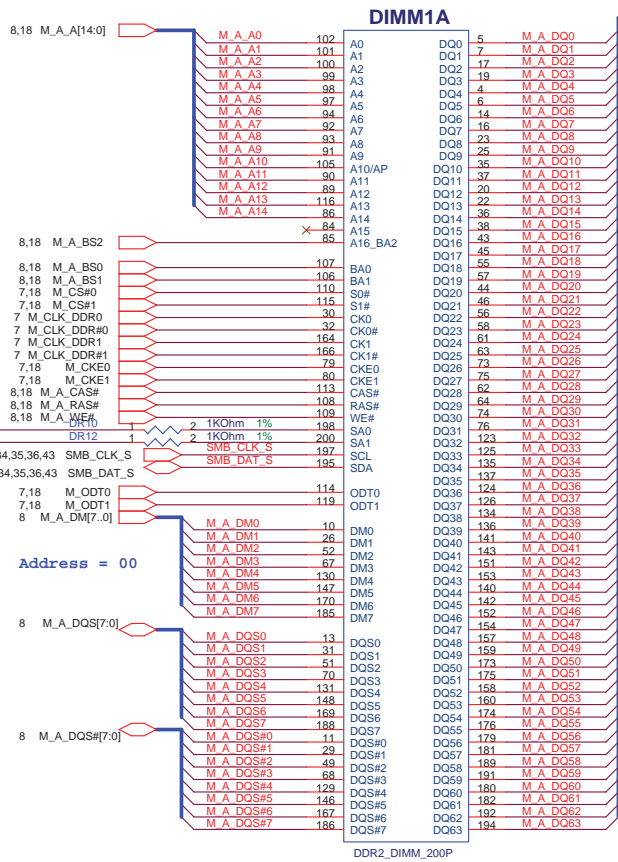 DIMM1A
8,18 M_A_A[14:0]
M_A_A0 102 A0
M_A_A1 101 A1
M_A_A2 100 A2
M_A_A3 99 A3
M_A_A4 98 A4
M_A_A5 97 A5
M_A_A6 94 A6
M_A_A7 92 A7
M_A_A8 93 A8
M_A_A9 91 A9
M_A_A10 105 A10/AP
M_A_A11 90 A11
M_A_A12 89 A12
M_A_A13 116 A13
M_A_A14 86 A14
84 A15
8,18 M_A_BS2 85 A16_BA2
8,18 M_A_BS0 107 BA0
8,18 M_A_BS1 106 BA1
7,18 M_CS#0 110 S0#
7,18 M_CS#1 115 S1#
7 M_CLK_DDR0 30 CK0
7 M_CLK_DDR#0 32 CK0#
7 M_CLK_DDR1 164 CK1
7 M_CLK_DDR#1 166 CK1#
7,18 M_CKE0 79 CKE0
7,18 M_CKE1 80 CKE1
8,18 M_A_CAS# 113 CAS#
8,18 M_A_RAS# 108 RAS#
8,18 M_A_WE# 109 WE#
DR10 1 2 1KOhm 1% 198 SA0
DR12 1 2 1KOhm 1% 200 SA1
34,35,36,43 SMB_CLK_S SMB_CLK_S 197 SCL
34,35,36,43 SMB_DAT_S SMB_DAT_S 195 SDA
7,18 M_ODT0 114 ODT0
7,18 M_ODT1 119 ODT1
8 M_A_DM[7..0]
M_A_DM0 10 DM0
M_A_DM1 26 DM1
M_A_DM2 52 DM2
M_A_DM3 67 DM3
M_A_DM4 130 DM4
M_A_DM5 147 DM5
M_A_DM6 170 DM6
M_A_DM7 185 DM7
Address = 00
8 M_A_DQS[7:0]
M_A_DQS0 13 DQS0
M_A_DQS1 31 DQS1
M_A_DQS2 51 DQS2
M_A_DQS3 70 DQS3
M_A_DQS4 131 DQS4
M_A_DQS5 148 DQS5
M_A_DQS6 169 DQS6
M_A_DQS7 188 DQS7
8 M_A_DQS#[7:0]
M_A_DQS#0 11 DQS#0
M_A_DQS#1 29 DQS#1
M_A_DQS#2 49 DQS#2
M_A_DQS#3 68 DQS#3
M_A_DQS#4 129 DQS#4
M_A_DQS#5 146 DQS#5
M_A_DQS#6 167 DQS#6
M_A_DQS#7 186 DQS#7
DQ0 5 M_A_DQ0
DQ1 7 M_A_DQ1
DQ2 17 M_A_DQ2
DQ3 19 M_A_DQ3
DQ4 4 M_A_DQ4
DQ5 6 M_A_DQ5
DQ6 14 M_A_DQ6
DQ7 16 M_A_DQ7
DQ8 23 M_A_DQ8
DQ9 25 M_A_DQ9
DQ10 35 M_A_DQ10
DQ11 37 M_A_DQ11
DQ12 20 M_A_DQ12
DQ13 22 M_A_DQ13
DQ14 36 M_A_DQ14
DQ15 38 M_A_DQ15
DQ16 43 M_A_DQ16
DQ17 45 M_A_DQ17
DQ18 55 M_A_DQ18
DQ19 57 M_A_DQ19
DQ20 44 M_A_DQ20
DQ21 46 M_A_DQ21
DQ22 56 M_A_DQ22
DQ23 58 M_A_DQ23
DQ24 61 M_A_DQ24
DQ25 63 M_A_DQ25
DQ26 73 M_A_DQ26
DQ27 75 M_A_DQ27
DQ28 62 M_A_DQ28
DQ29 64 M_A_DQ29
DQ30 74 M_A_DQ30
DQ31 76 M_A_DQ31
DQ32 123 M_A_DQ32
DQ33 125 M_A_DQ33
DQ34 135 M_A_DQ34
DQ35 137 M_A_DQ35
DQ36 124 M_A_DQ36
DQ37 126 M_A_DQ37
DQ38 134 M_A_DQ38
DQ39 136 M_A_DQ39
DQ40 141 M_A_DQ40
DQ41 143 M_A_DQ41
DQ42 151 M_A_DQ42
DQ43 153 M_A_DQ43
DQ44 140 M_A_DQ44
DQ45 142 M_A_DQ45
DQ46 152 M_A_DQ46
DQ47 154 M_A_DQ47
DQ48 157 M_A_DQ48
DQ49 159 M_A_DQ49
DQ50 173 M_A_DQ50
DQ51 175 M_A_DQ51
DQ52 158 M_A_DQ52
DQ53 160 M_A_DQ53
DQ54 174 M_A_DQ54
DQ55 176 M_A_DQ55
DQ56 179 M_A_DQ56
DQ57 181 M_A_DQ57
DQ58 189 M_A_DQ58
DQ59 191 M_A_DQ59
DQ60 180 M_A_DQ60
DQ61 182 M_A_DQ61
DQ62 192 M_A_DQ62
DQ63 194 M_A_DQ63
DDR2_DIMM_200P